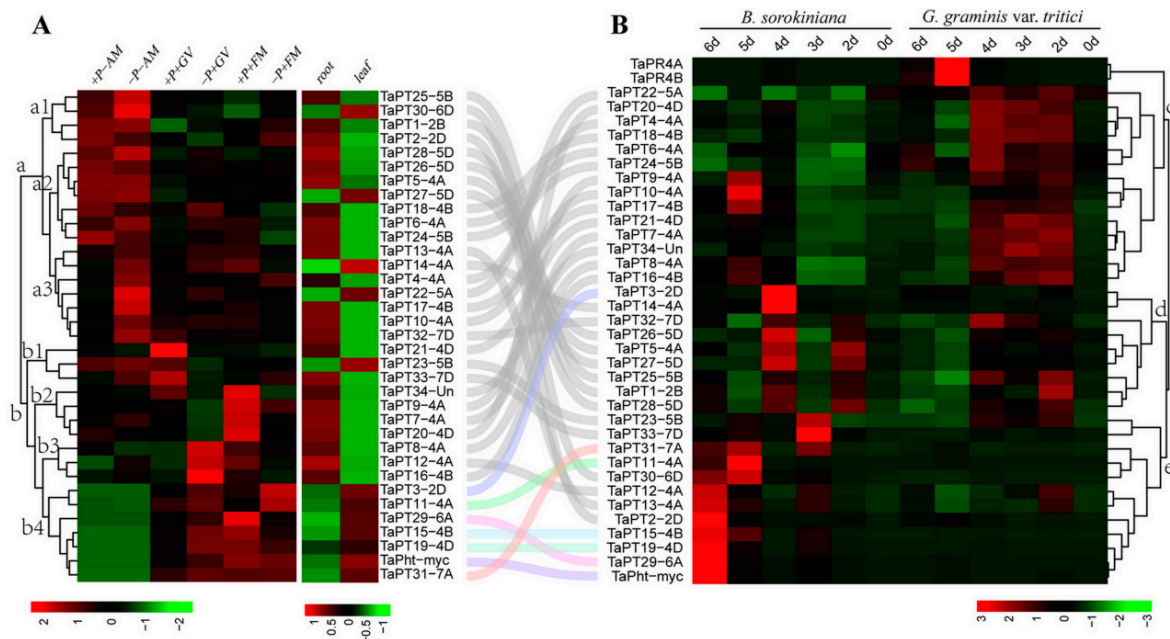 A
B
B. sorokiniana
G. graminis var. tritici
+P−AM
−P−AM
+P+GV
−P+GV
+P+FM
−P+FM
root
leaf
6d
5d
4d
3d
2d
0d
6d
5d
4d
3d
2d
0d
a
a1
a2
a3
b
b1
b2
b3
b4
TaPT25−5B
TaPT30−6D
TaPT1−2B
TaPT2−2D
TaPT28−5D
TaPT26−5D
TaPT5−4A
TaPT27−5D
TaPT18−4B
TaPT6−4A
TaPT24−5B
TaPT13−4A
TaPT14−4A
TaPT4−4A
TaPT22−5A
TaPT17−4B
TaPT10−4A
TaPT32−7D
TaPT21−4D
TaPT23−5B
TaPT33−7D
TaPT34−Un
TaPT9−4A
TaPT7−4A
TaPT20−4D
TaPT8−4A
TaPT12−4A
TaPT16−4B
TaPT3−2D
TaPT11−4A
TaPT29−6A
TaPT15−4B
TaPT19−4D
TaPht−myc
TaPT31−7A
TaPR4A
TaPR4B
TaPT22−5A
TaPT20−4D
TaPT4−4A
TaPT18−4B
TaPT6−4A
TaPT24−5B
TaPT9−4A
TaPT10−4A
TaPT17−4B
TaPT21−4D
TaPT7−4A
TaPT34−Un
TaPT8−4A
TaPT16−4B
TaPT3−2D
TaPT14−4A
TaPT32−7D
TaPT26−5D
TaPT5−4A
TaPT27−5D
TaPT25−5B
TaPT1−2B
TaPT28−5D
TaPT23−5B
TaPT33−7D
TaPT31−7A
TaPT11−4A
TaPT30−6D
TaPT12−4A
TaPT13−4A
TaPT2−2D
TaPT15−4B
TaPT19−4D
TaPT29−6A
TaPht−myc
c
d
e
2
1
0
−1
−2
1
0.5
0
−0.5
−1
3
2
1
0
−1
−2
−3